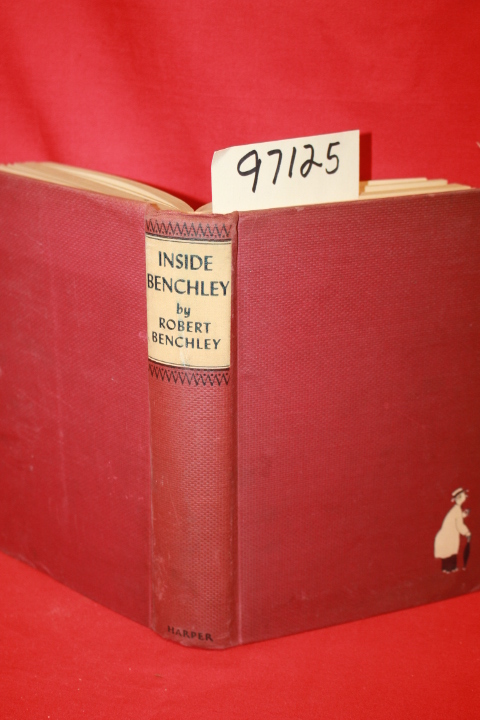 97125
INSIDE
BENCHLEY
by
ROBERT
BENCHLEY
HARPER